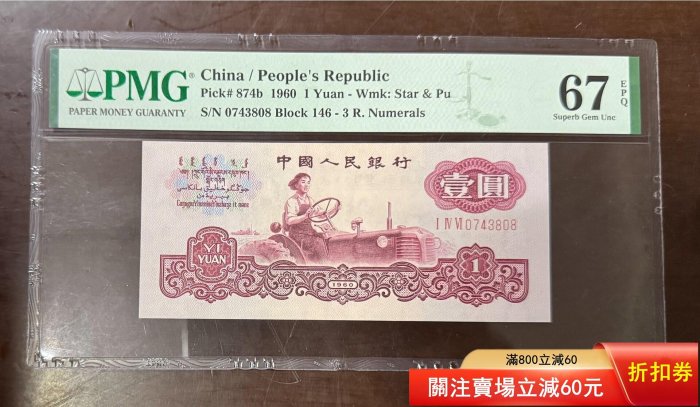 PMG
PAPER MONEY GUARANTY
China / People's Republic
Pick# 874b 1960 1 Yuan - Wmk: Star & Pu
S/N 0743808 Block 146 - 3 R. Numerals
67
EPQ
Superb Gem Unc
中國人民銀行
壹圓
I Ⅳ Ⅵ 0743808
YI
YUAN
1960
1
滿800立減60
關注賣場立減60元
折扣券